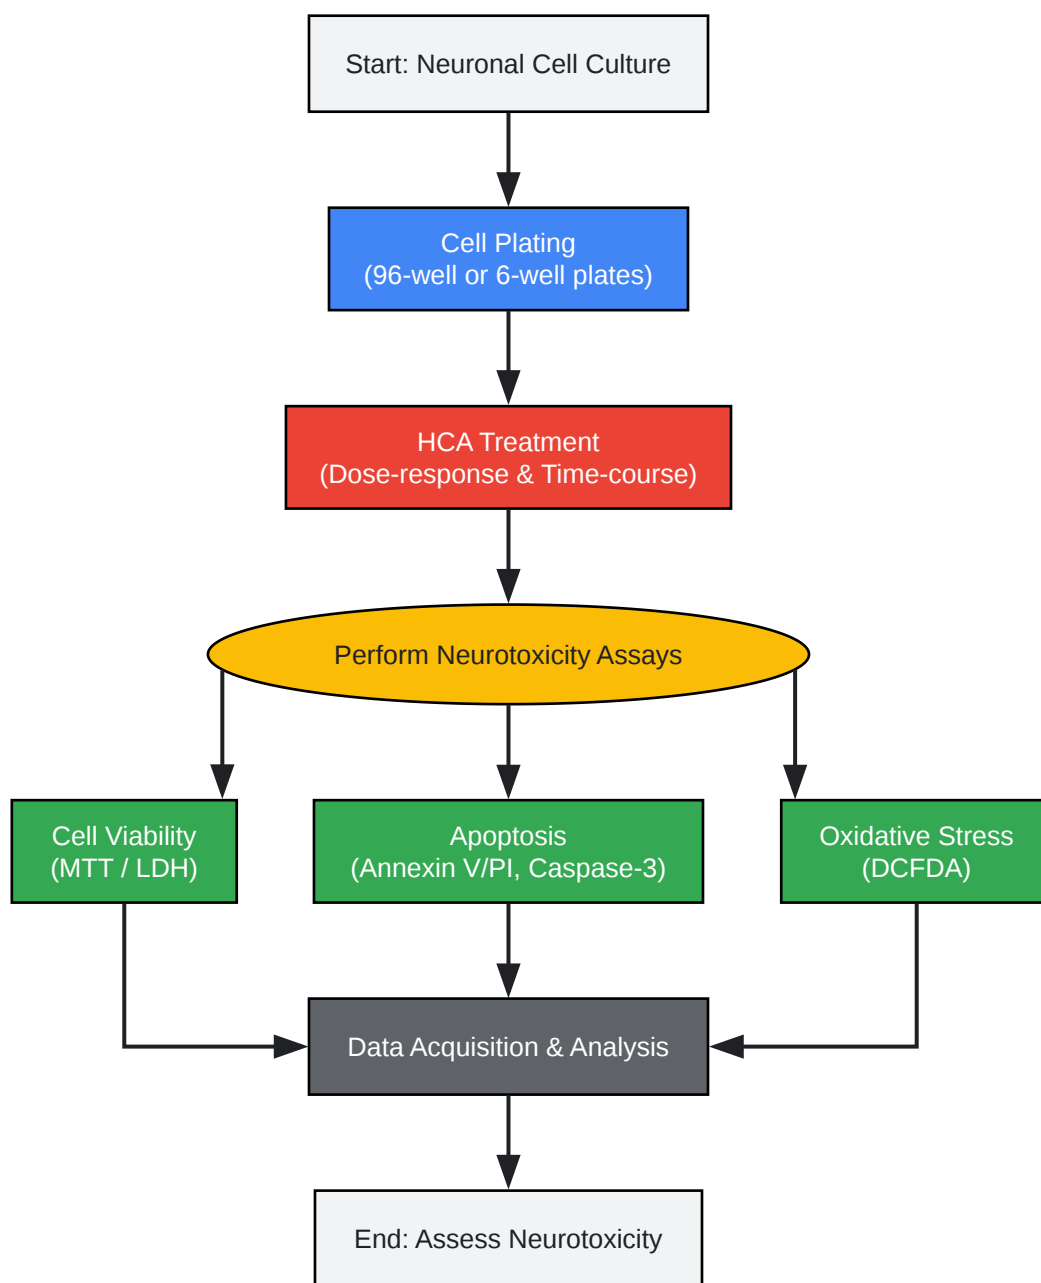 Start: Neuronal Cell Culture
Cell Plating
(96-well or 6-well plates)
HCA Treatment
(Dose-response & Time-course)
Perform Neurotoxicity Assays
Cell Viability
(MTT / LDH)
Apoptosis
(Annexin V/PI, Caspase-3)
Oxidative Stress
(DCFDA)
Data Acquisition & Analysis
End: Assess Neurotoxicity